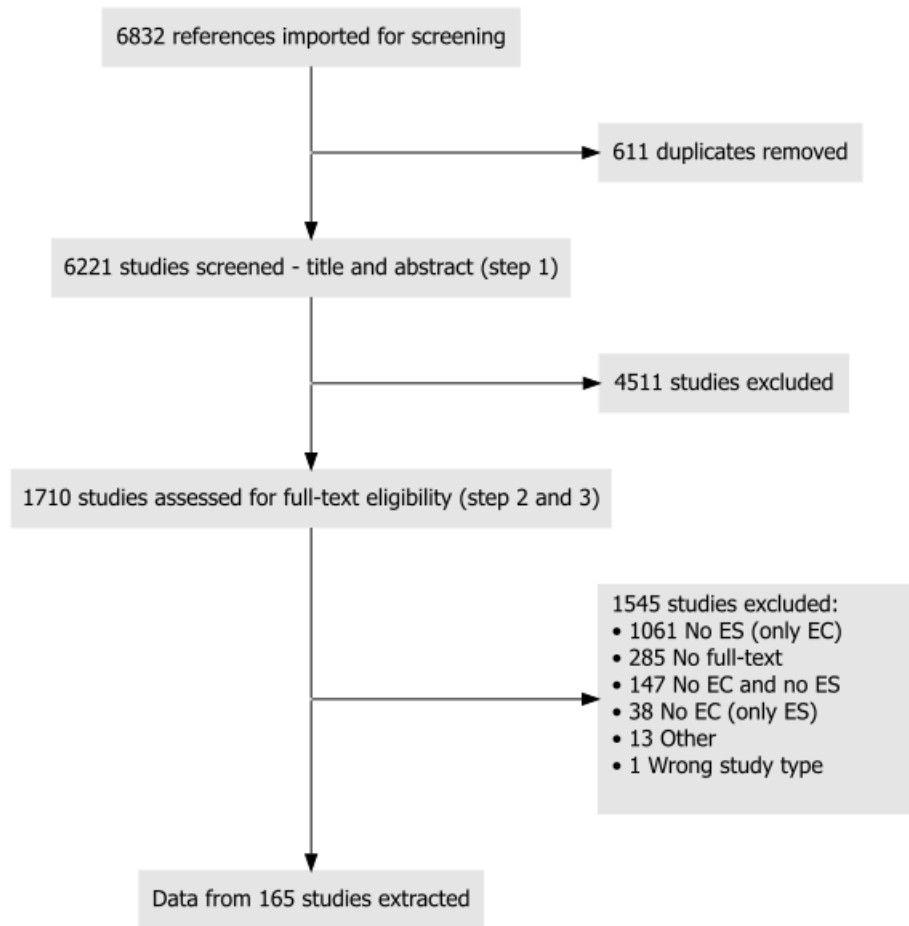 6832 references imported for screening
611 duplicates removed
6221 studies screened - title and abstract (step 1)
4511 studies excluded
1710 studies assessed for full-text eligibility (step 2 and 3)
1545 studies excluded:
• 1061 No ES (only EC)
• 285 No full-text
• 147 No EC and no ES
• 38 No EC (only ES)
• 13 Other
• 1 Wrong study type
Data from 165 studies extracted